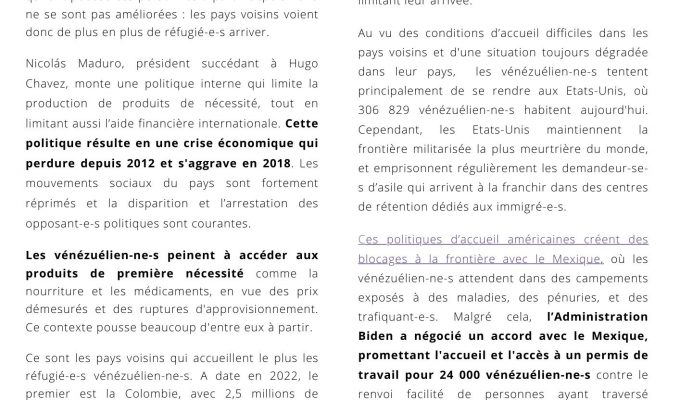 ne se sont pas améliorées : les pays voisins voient
donc de plus en plus de réfugié-e-s arriver.
Nicolás Maduro, président succédant à Hugo
Chavez, monte une politique interne qui limite la
production de produits de nécessité, tout en
limitant aussi l’aide financière internationale. Cette
politique résulte en une crise économique qui
perdure depuis 2012 et s'aggrave en 2018. Les
mouvements sociaux du pays sont fortement
réprimés et la disparition et l’arrestation des
opposant-e-s politiques sont courantes.
Les vénézuélien-ne-s peinent à accéder aux
produits de première nécessité comme la
nourriture et les médicaments, en vue des prix
démesurés et des ruptures d'approvisionnement.
Ce contexte pousse beaucoup d'entre eux à partir.
Ce sont les pays voisins qui accueillent le plus les
réfugié-e-s vénézuélien-ne-s. A date en 2022, le
premier est la Colombie, avec 2,5 millions de
limitant leur arrivée.
Au vu des conditions d’accueil difficiles dans les
pays voisins et d'une situation toujours dégradée
dans leur pays, les vénézuélien-ne-s tentent
principalement de se rendre aux Etats-Unis, où
306 829 vénézuélien-ne-s habitent aujourd'hui.
Cependant, les Etats-Unis maintiennent la
frontière militarisée la plus meurtrière du monde,
et emprisonnent régulièrement les demandeur-se-
s d’asile qui arrivent à la franchir dans des centres
de rétention dédiés aux immigré-e-s.
Ces politiques d’accueil américaines créent des
blocages à la frontière avec le Mexique, où les
vénézuélien-ne-s attendent dans des campements
exposés à des maladies, des pénuries, et des
trafiquant-e-s. Malgré cela, l’Administration
Biden a négocié un accord avec le Mexique,
promettant l'accueil et l'accès à un permis de
travail pour 24 000 vénézuélien-ne-s contre le
renvoi facilité de personnes ayant traversé